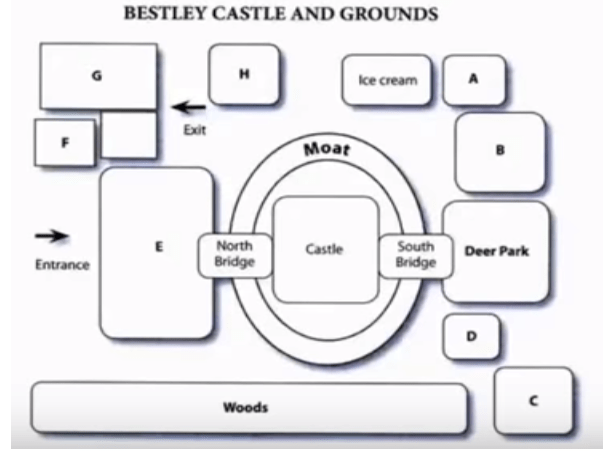 BESTLEY CASTLE AND GROUNDS
G
H
Ice cream
A
Exit
F
Moat
B
Entrance
E
North
Bridge
Castle
South
Bridge
Deer Park
D
C
Woods